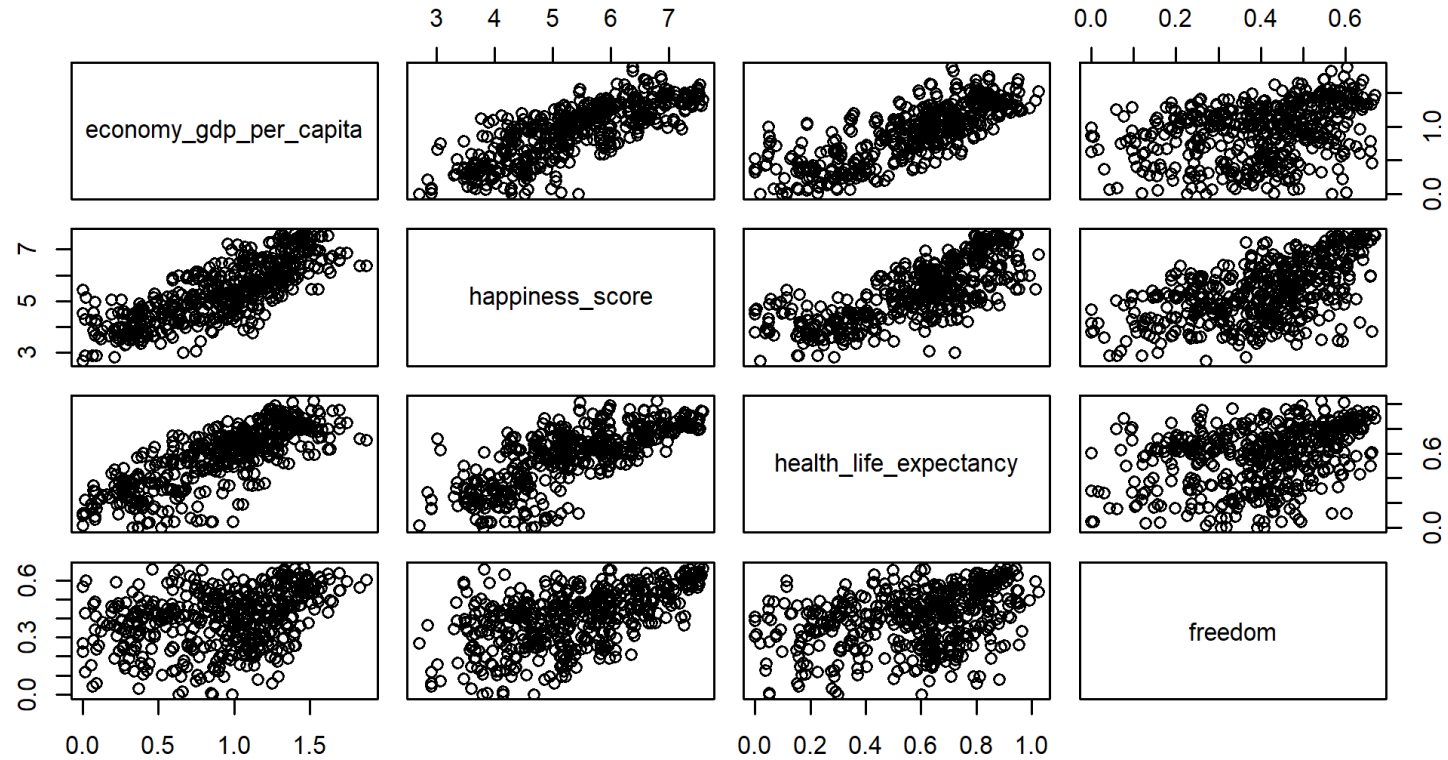 3 4 5 6 7 0.0 0.2 0.4 0.6
economy_gdp_per_capita
0.0 1.0
3 5 7
happiness_score
health_life_expectancy
0.0 0.6
0.0 0.3 0.6
freedom
0.0 0.5 1.0 1.5 0.0 0.2 0.4 0.6 0.8 1.0